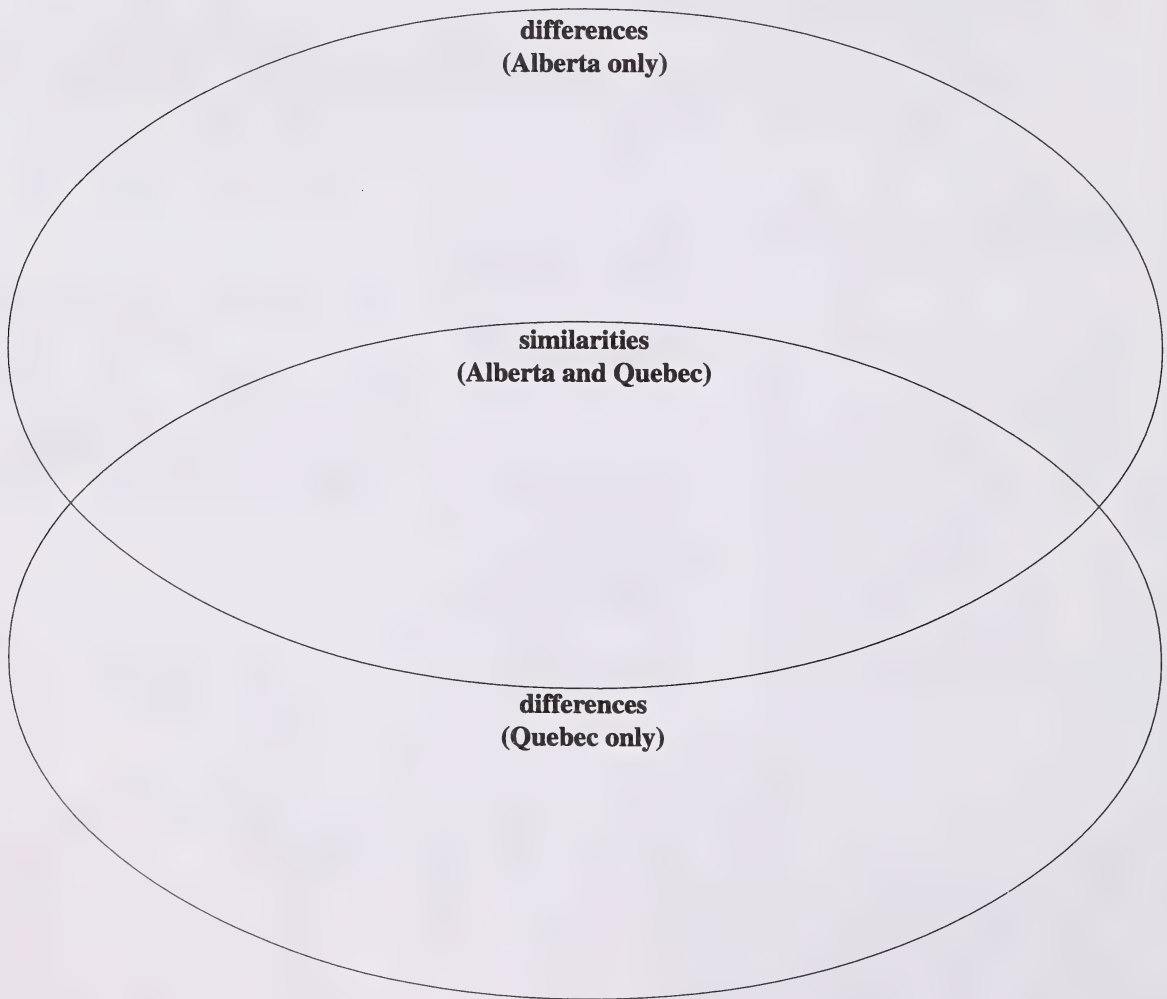 differences
(Alberta only)
similarities
(Alberta and Quebec)
differences
(Quebec only)